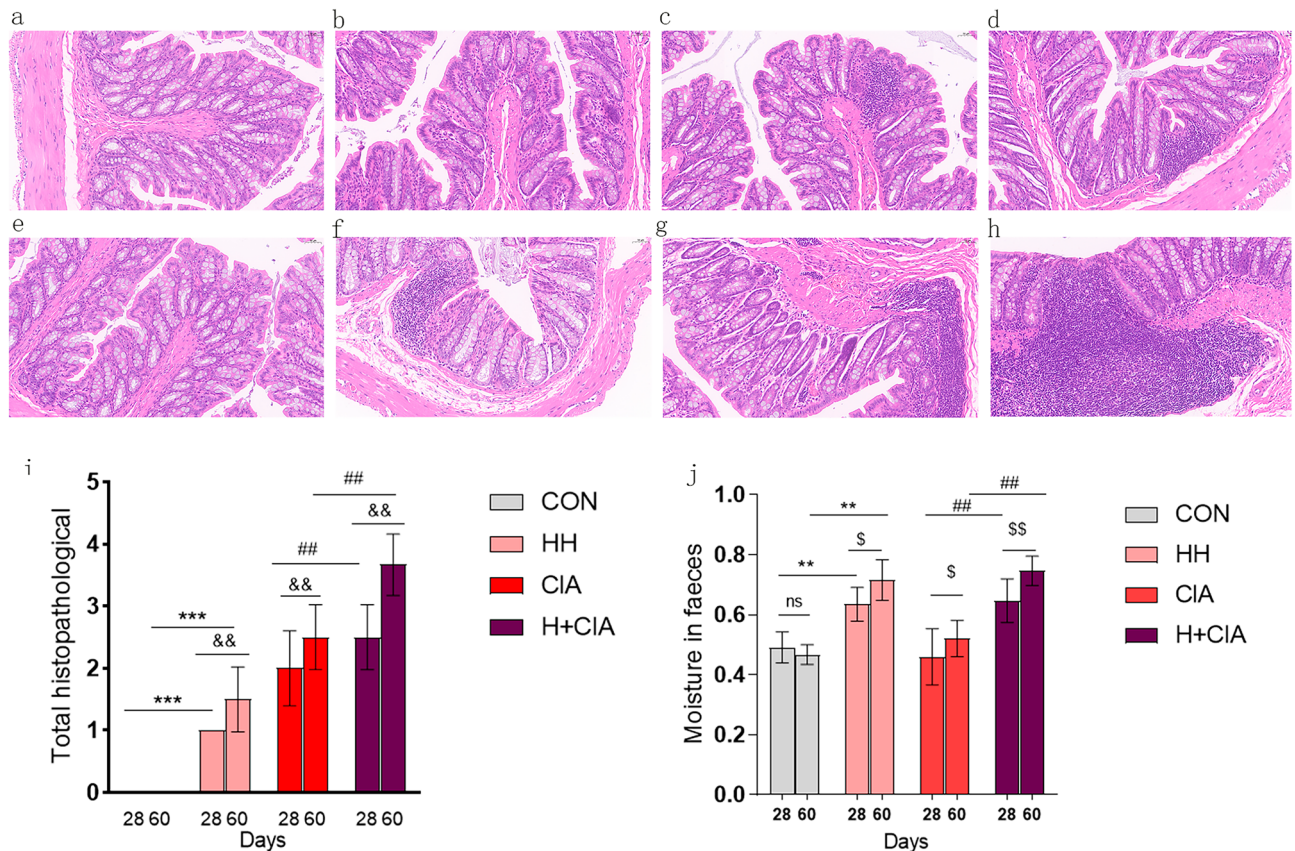 a
b
c
d
e
f
g
h
i
Total histopathological
5
4
3
2
1
0
***
***
&&
##
&&
##
&&
28 60
28 60
28 60
28 60
Days
CON
HH
CIA
H+CIA
j
Moisture in faeces
1.0
0.8
0.6
0.4
0.2
0.0
ns
**
**
$
##
$
##
$$
28 60
28 60
28 60
28 60
Days
CON
HH
CIA
H+CIA